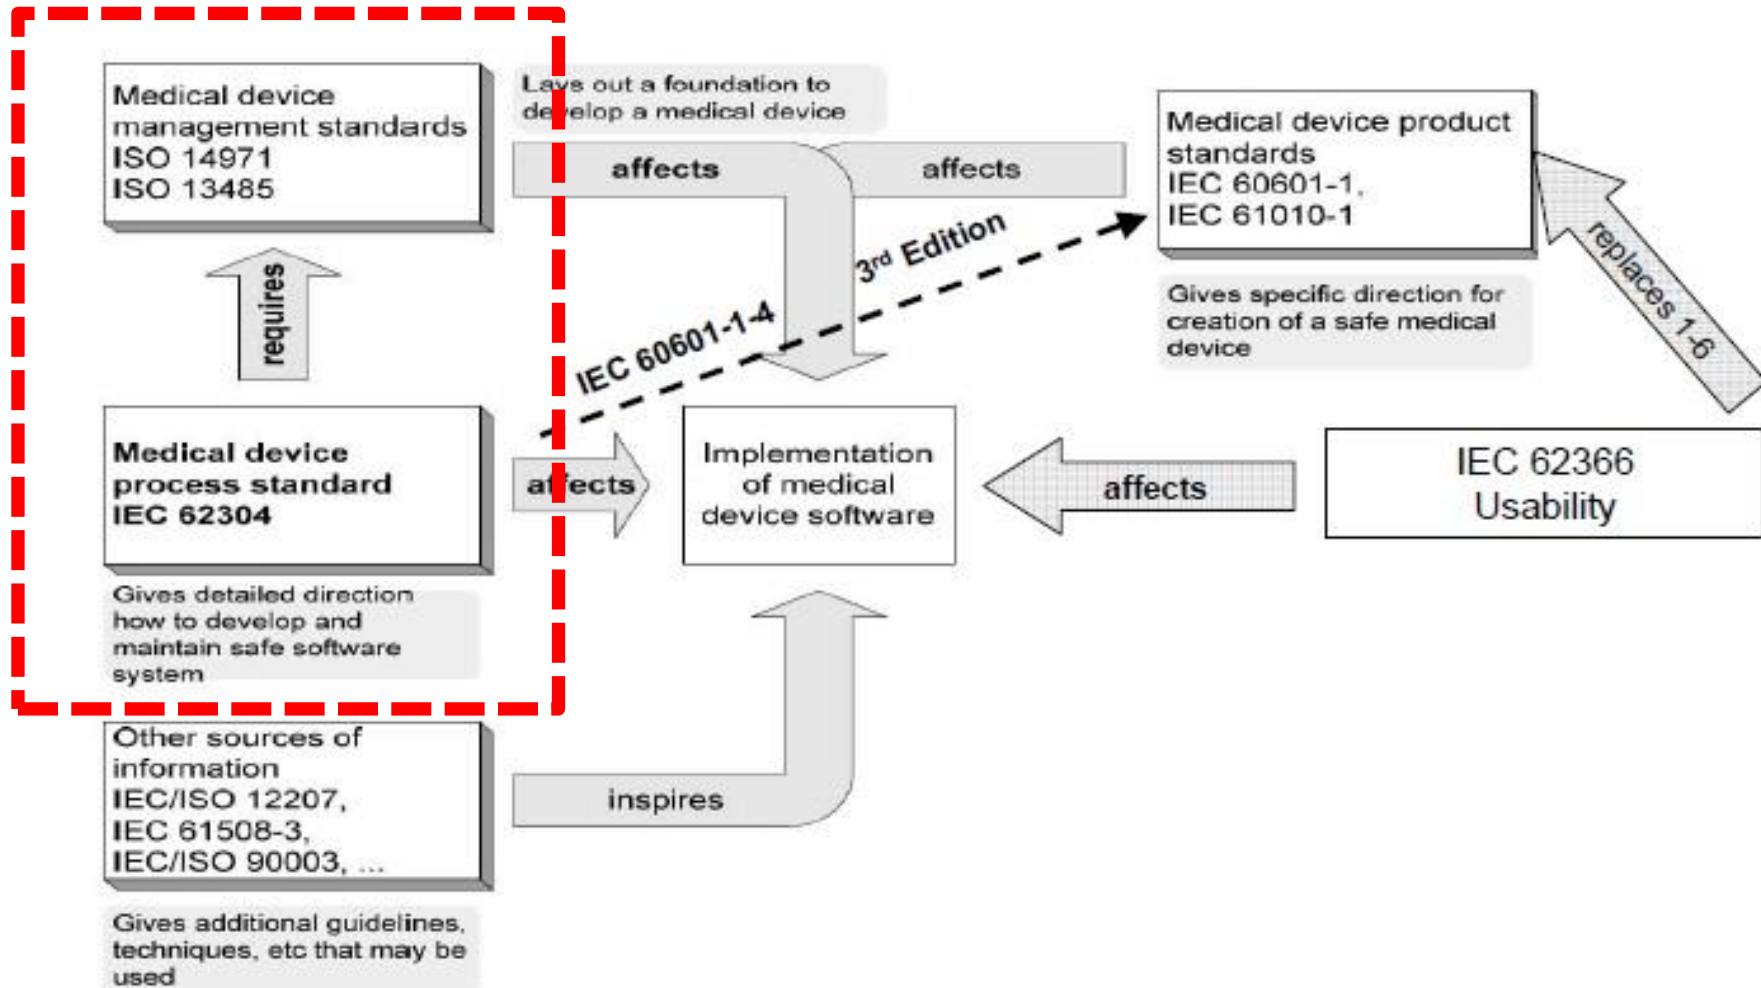 Medical device
management standards
ISO 14971
ISO 13485
Lays out a foundation to
develop a medical device
affects
affects
Medical device product
standards
IEC 60601-1,
IEC 61010-1
Gives specific direction for
creation of a safe medical
device
replaces 1-6
requires
IEC 60601-1-4
3rd Edition
Medical device
process standard
IEC 62304
affects
Implementation
of medical
device software
affects
IEC 62366
Usability
Gives detailed direction
how to develop and
maintain safe software
system
Other sources of
information
IEC/ISO 12207,
IEC 61508-3,
IEC/ISO 90003, ...
inspires
Gives additional guidelines,
techniques, etc that may be
used